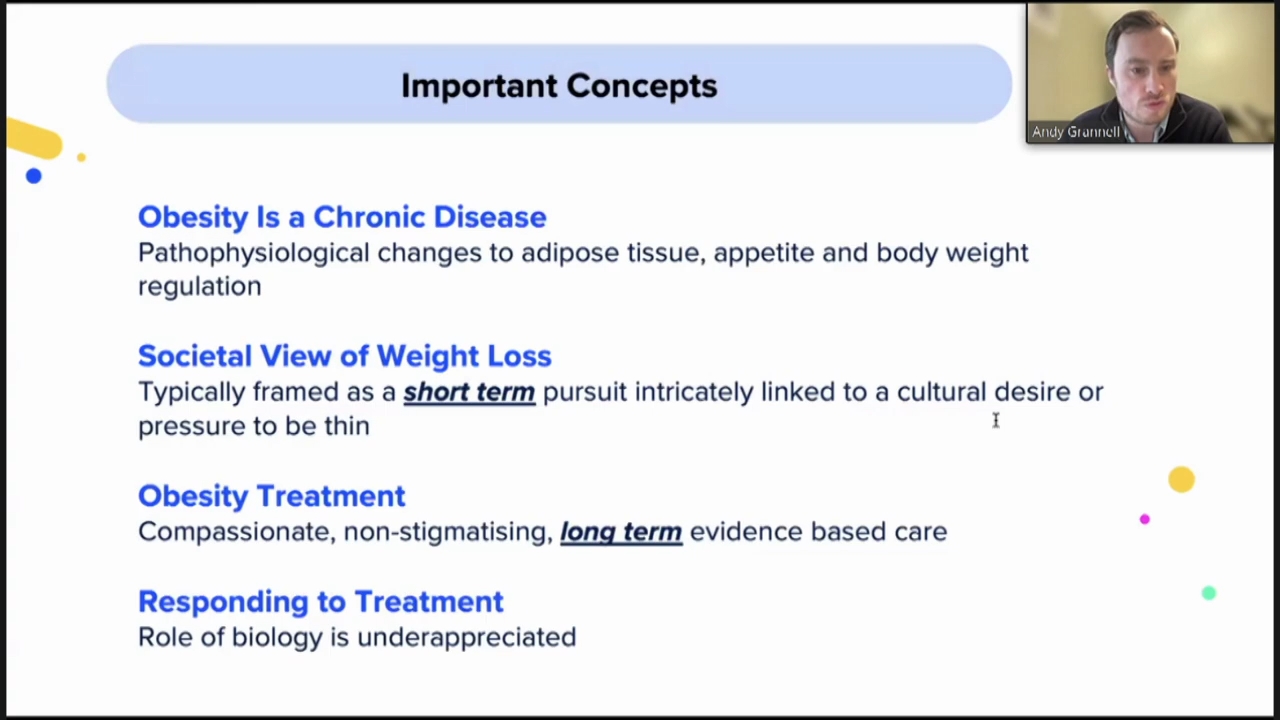 Important Concepts
Andy Grannell
Obesity Is a Chronic Disease
Pathophysiological changes to adipose tissue, appetite and body weight
regulation
Societal View of Weight Loss
Typically framed as a short term pursuit intricately linked to a cultural desire or
pressure to be thin
Obesity Treatment
Compassionate, non-stigmatising, long term evidence based care
Responding to Treatment
Role of biology is underappreciated